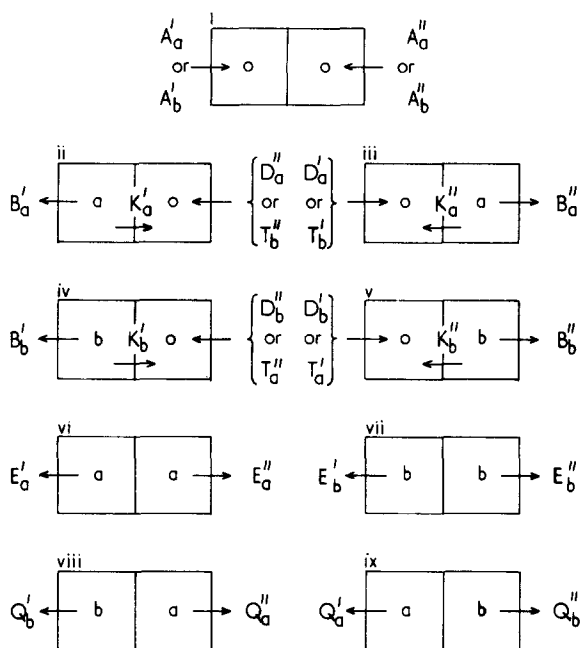 i
A′a A″a
or o o or
A′b A″b
ii iii
D″a D′a
B′a a K′a o or or o K″a a B″a
T″b T′b
iv v
D″b D′b
B′b b K′b o or or o K″b b B″b
T″a T′a
vi vii
E′a a a E″a E′b b b E″b
viii ix
Q′b b a Q″a Q′a a b Q″b